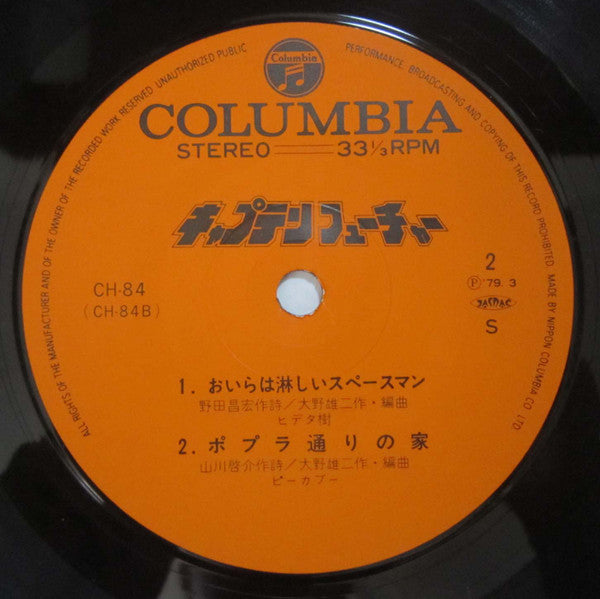 ALL RIGHTS OF THE MANUFACTURER AND OF THE OWNER OF THE RECORDED WORK RESERVED UNAUTHORIZED PUBLIC PERFORMANCE, BROADCASTING AND COPYING OF THIS RECORD PROHIBITED MADE BY NIPPON COLUMBIA CO. LTD.
Columbia
COLUMBIA
STEREO 33⅓ RPM
キャプテンフューチャー
CH-84
(CH-84B)
2
Ⓟ '79. 3
JASRAC
S
1. おいらは淋しいスペースマン
野田昌宏作詩/大野雄二作・編曲
ヒデタ樹
2. ポプラ通りの家
山川啓介作詩/大野雄二作・編曲
ピーカブー